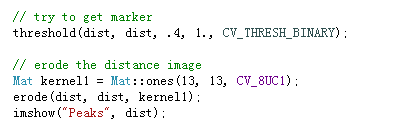 // try to get marker
threshold(dist, dist, .4, 1., CV_THRESH_BINARY);
// erode the distance image
Mat kernel1 = Mat::ones(13, 13, CV_8UC1);
erode(dist, dist, kernel1);
imshow("Peaks", dist);